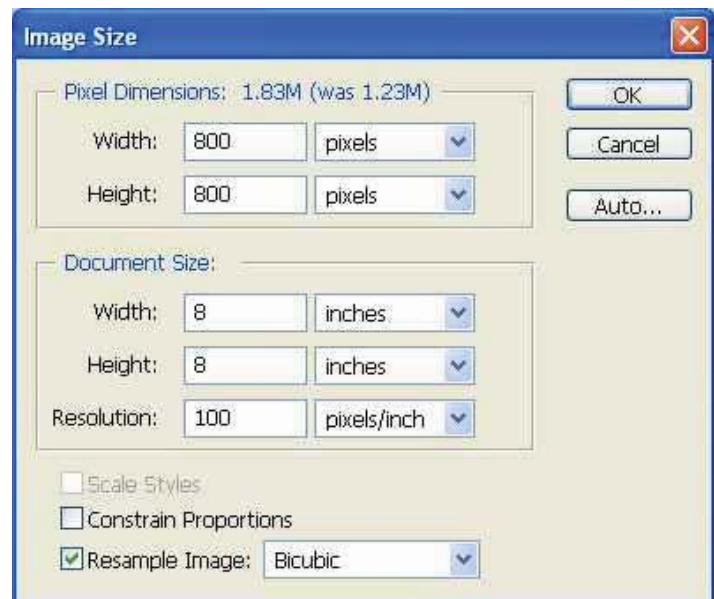 Image Size
Pixel Dimensions: 1.83M (was 1.23M)
Width: 800 pixels
Height: 800 pixels
OK
Cancel
Auto...
Document Size:
Width: 8 inches
Height: 8 inches
Resolution: 100 pixels/inch
Scale Styles
Constrain Proportions
Resample Image: Bicubic